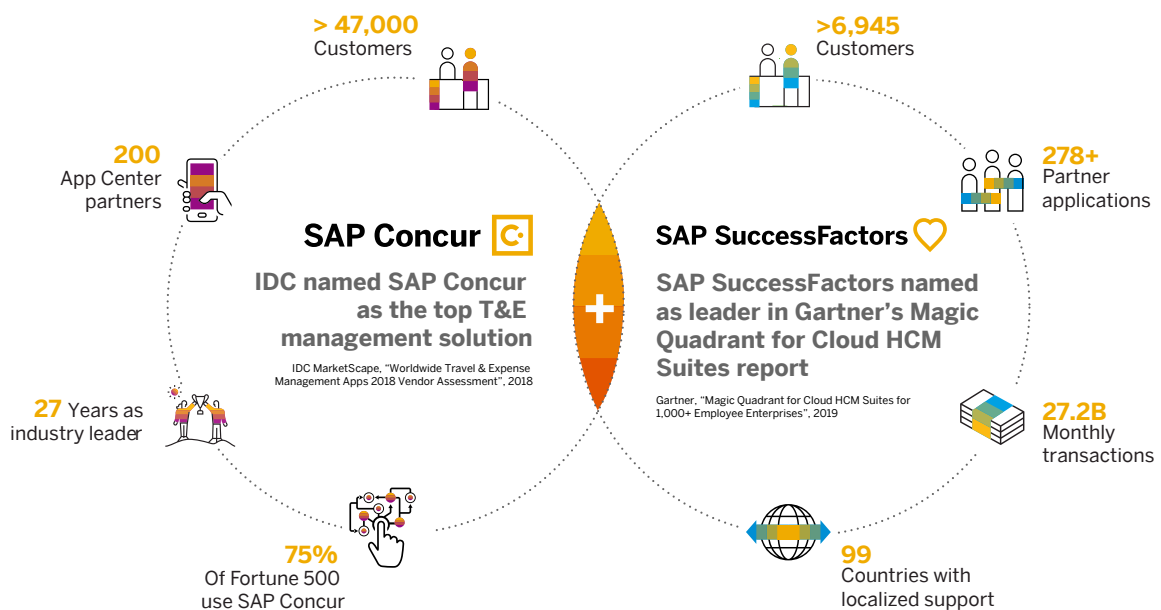 > 47,000
Customers
200
App Center
partners
SAP Concur
IDC named SAP Concur
as the top T&E
management solution
IDC MarketScape, “Worldwide Travel & Expense
Management Apps 2018 Vendor Assessment”, 2018
27 Years as
industry leader
75%
Of Fortune 500
use SAP Concur
+
>6,945
Customers
278+
Partner
applications
SAP SuccessFactors
SAP SuccessFactors named
as leader in Gartner’s Magic
Quadrant for Cloud HCM
Suites report
Gartner, “Magic Quadrant for Cloud HCM Suites for
1,000+ Employee Enterprises”, 2019
27.2B
Monthly
transactions
99
Countries with
localized support